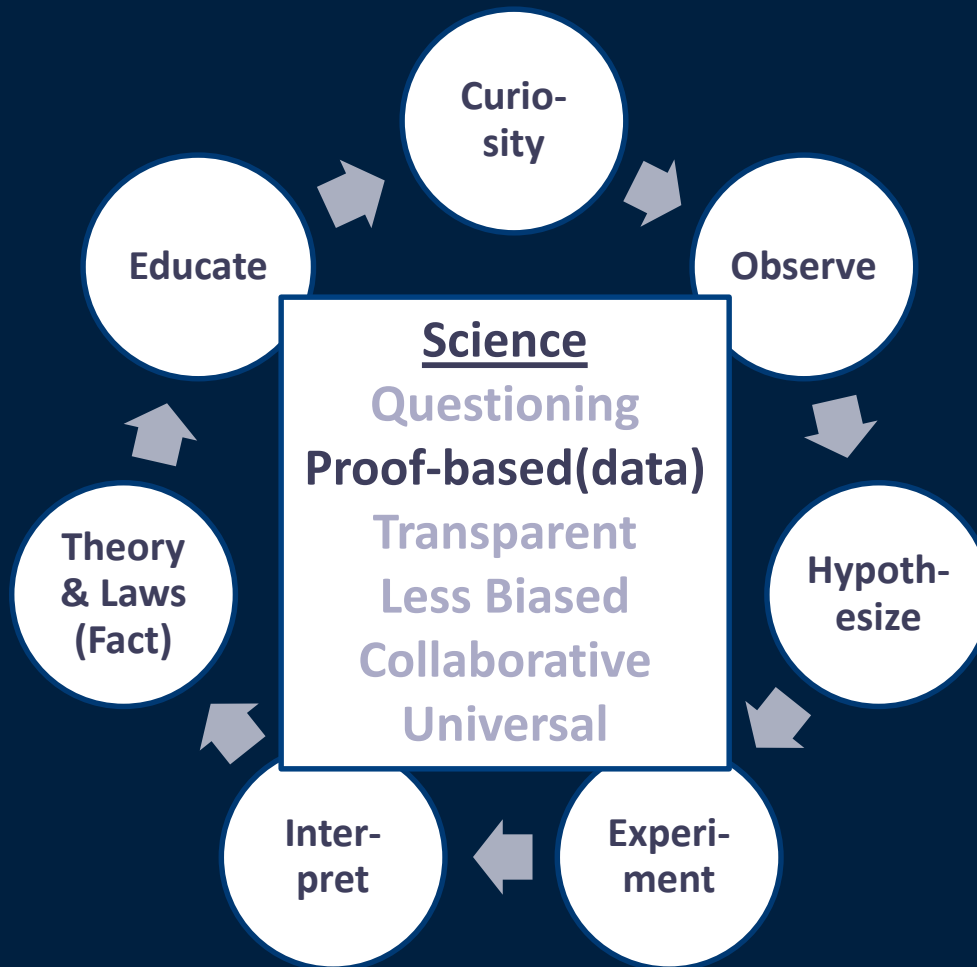 Curio-
sity
Observe
Hypoth-
esize
Experi-
ment
Inter-
pret
Theory
& Laws
(Fact)
Educate
Science
Questioning
Proof-based(data)
Transparent
Less Biased
Collaborative
Universal